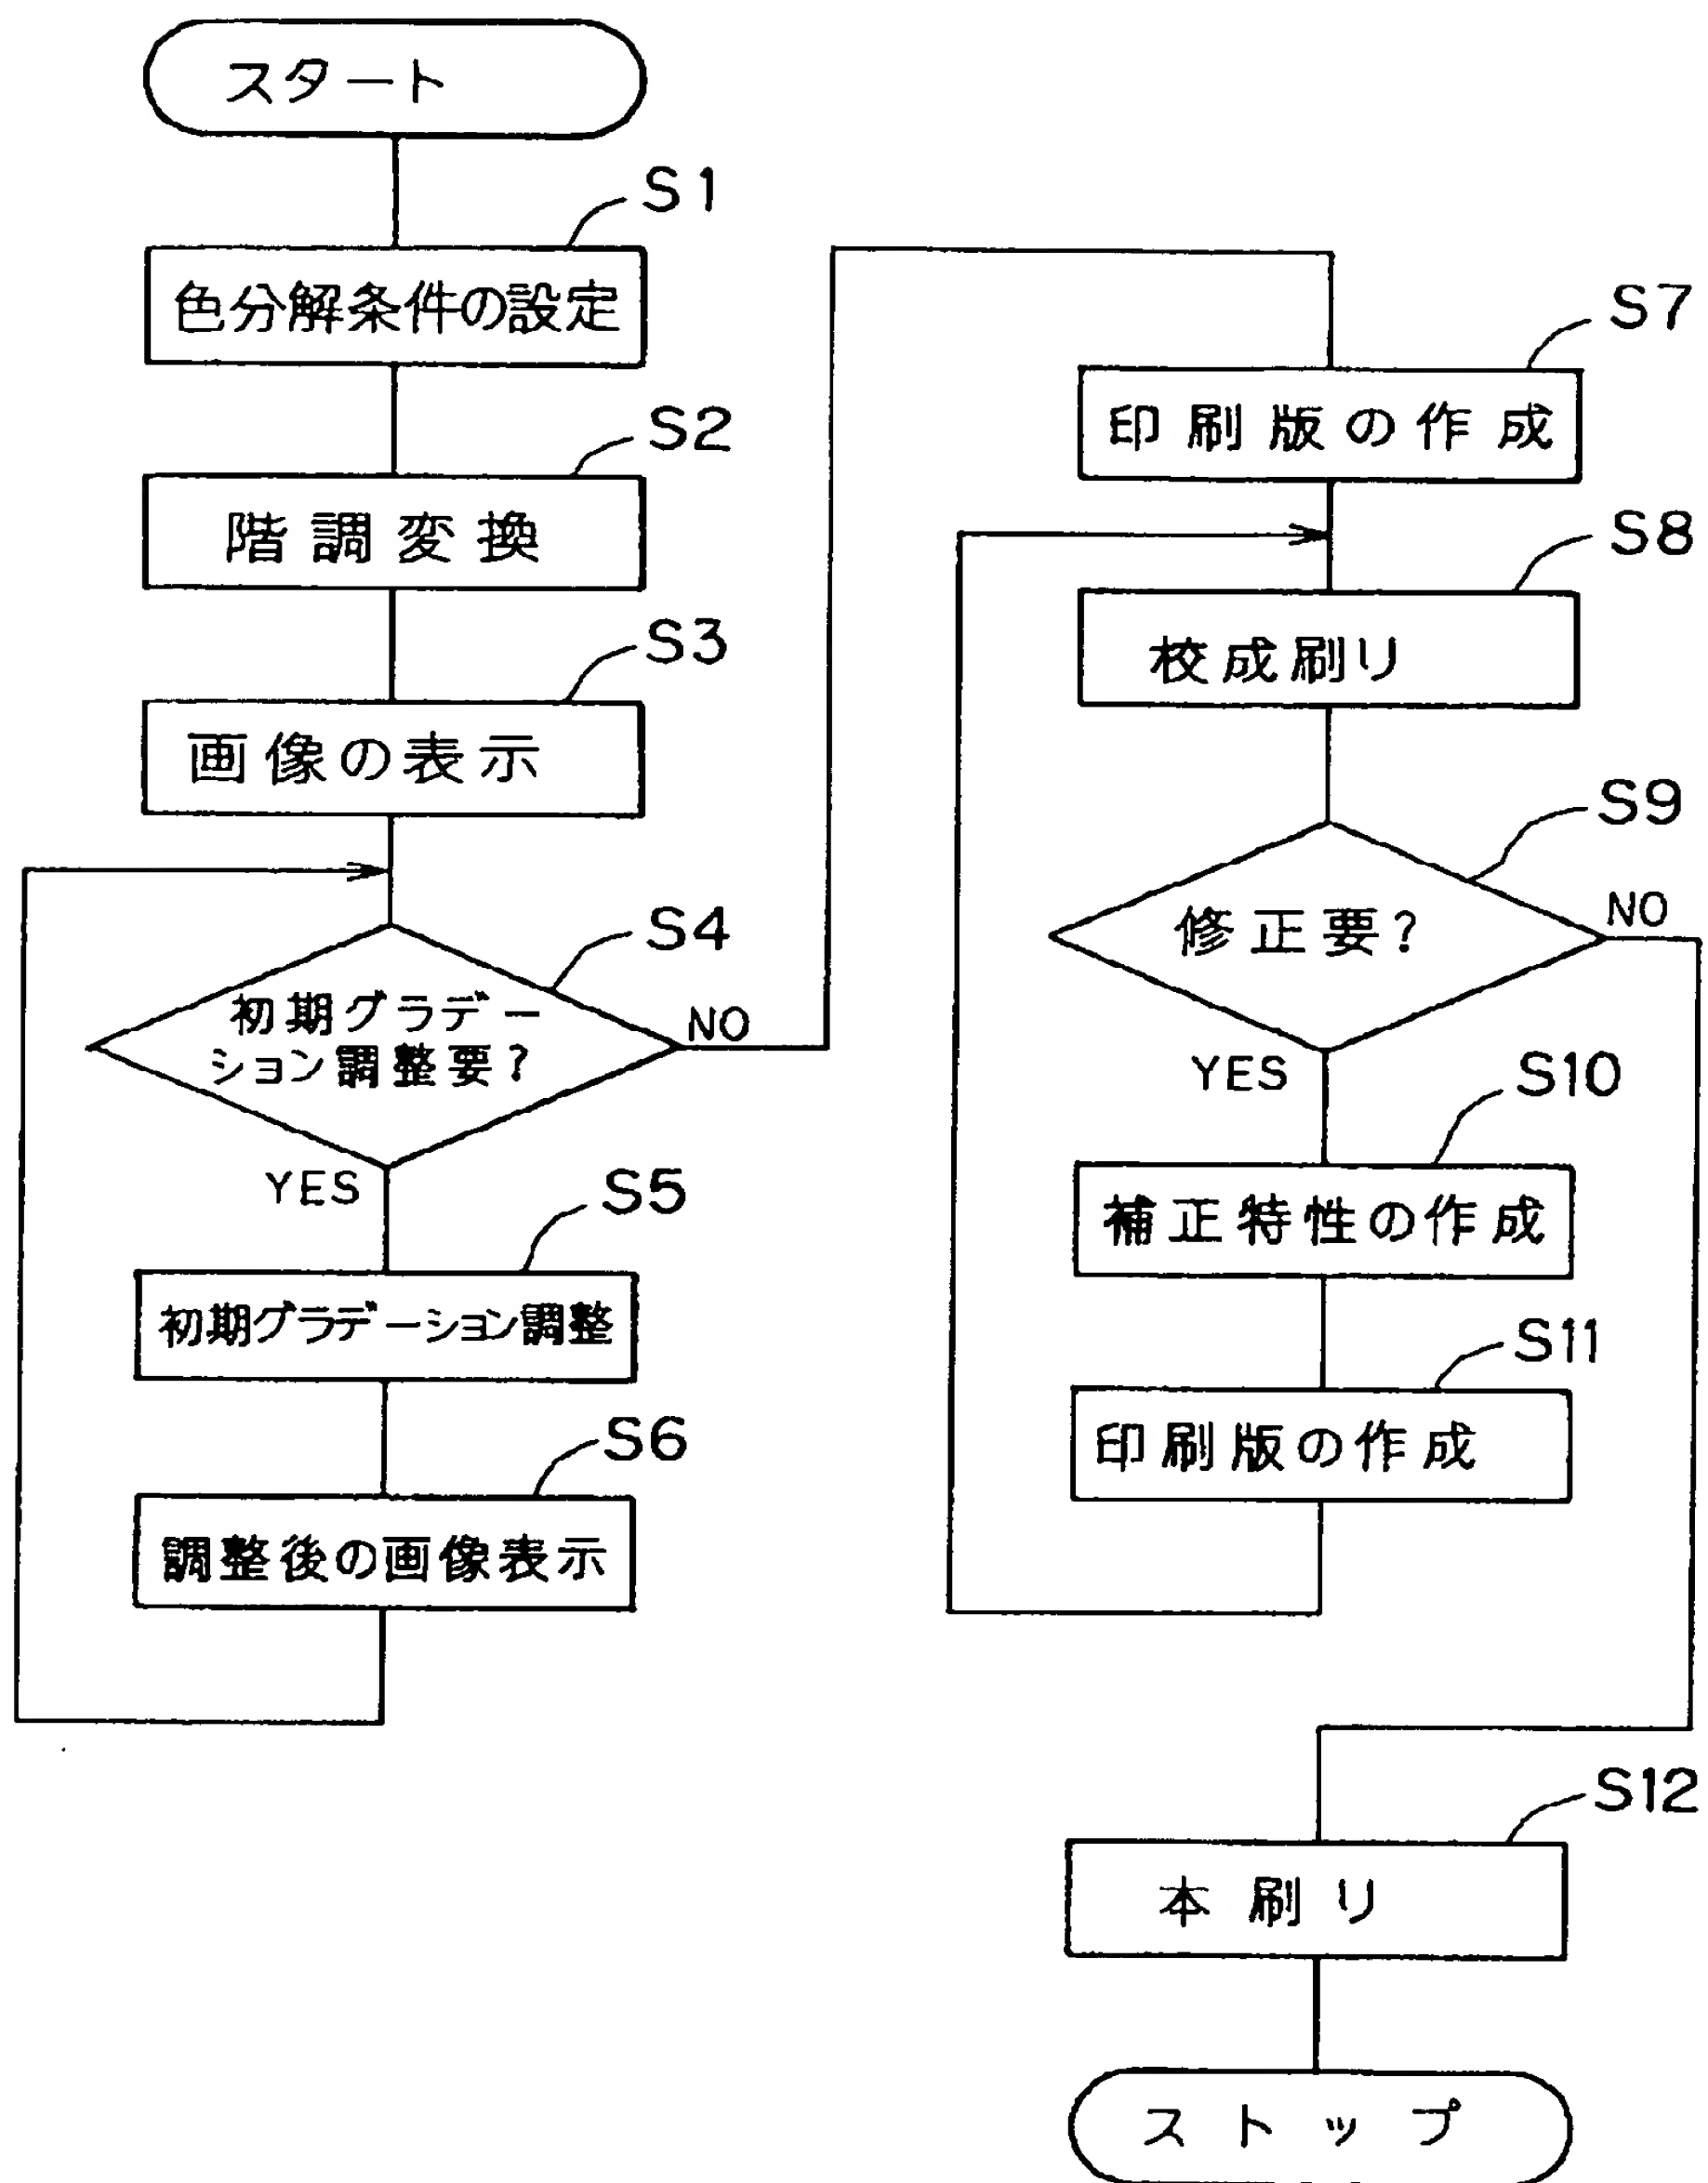 スタート
S1
色分解条件の設定
S2
階調変換
S3
画像の表示
S4
初期グラデー
ション調整要?
NO
YES
S5
初期グラデーション調整
S6
調整後の画像表示
S7
印刷版の作成
S8
校成刷り
S9
修正要?
NO
YES
S10
補正特性の作成
S11
印刷版の作成
S12
本刷り
ストップ